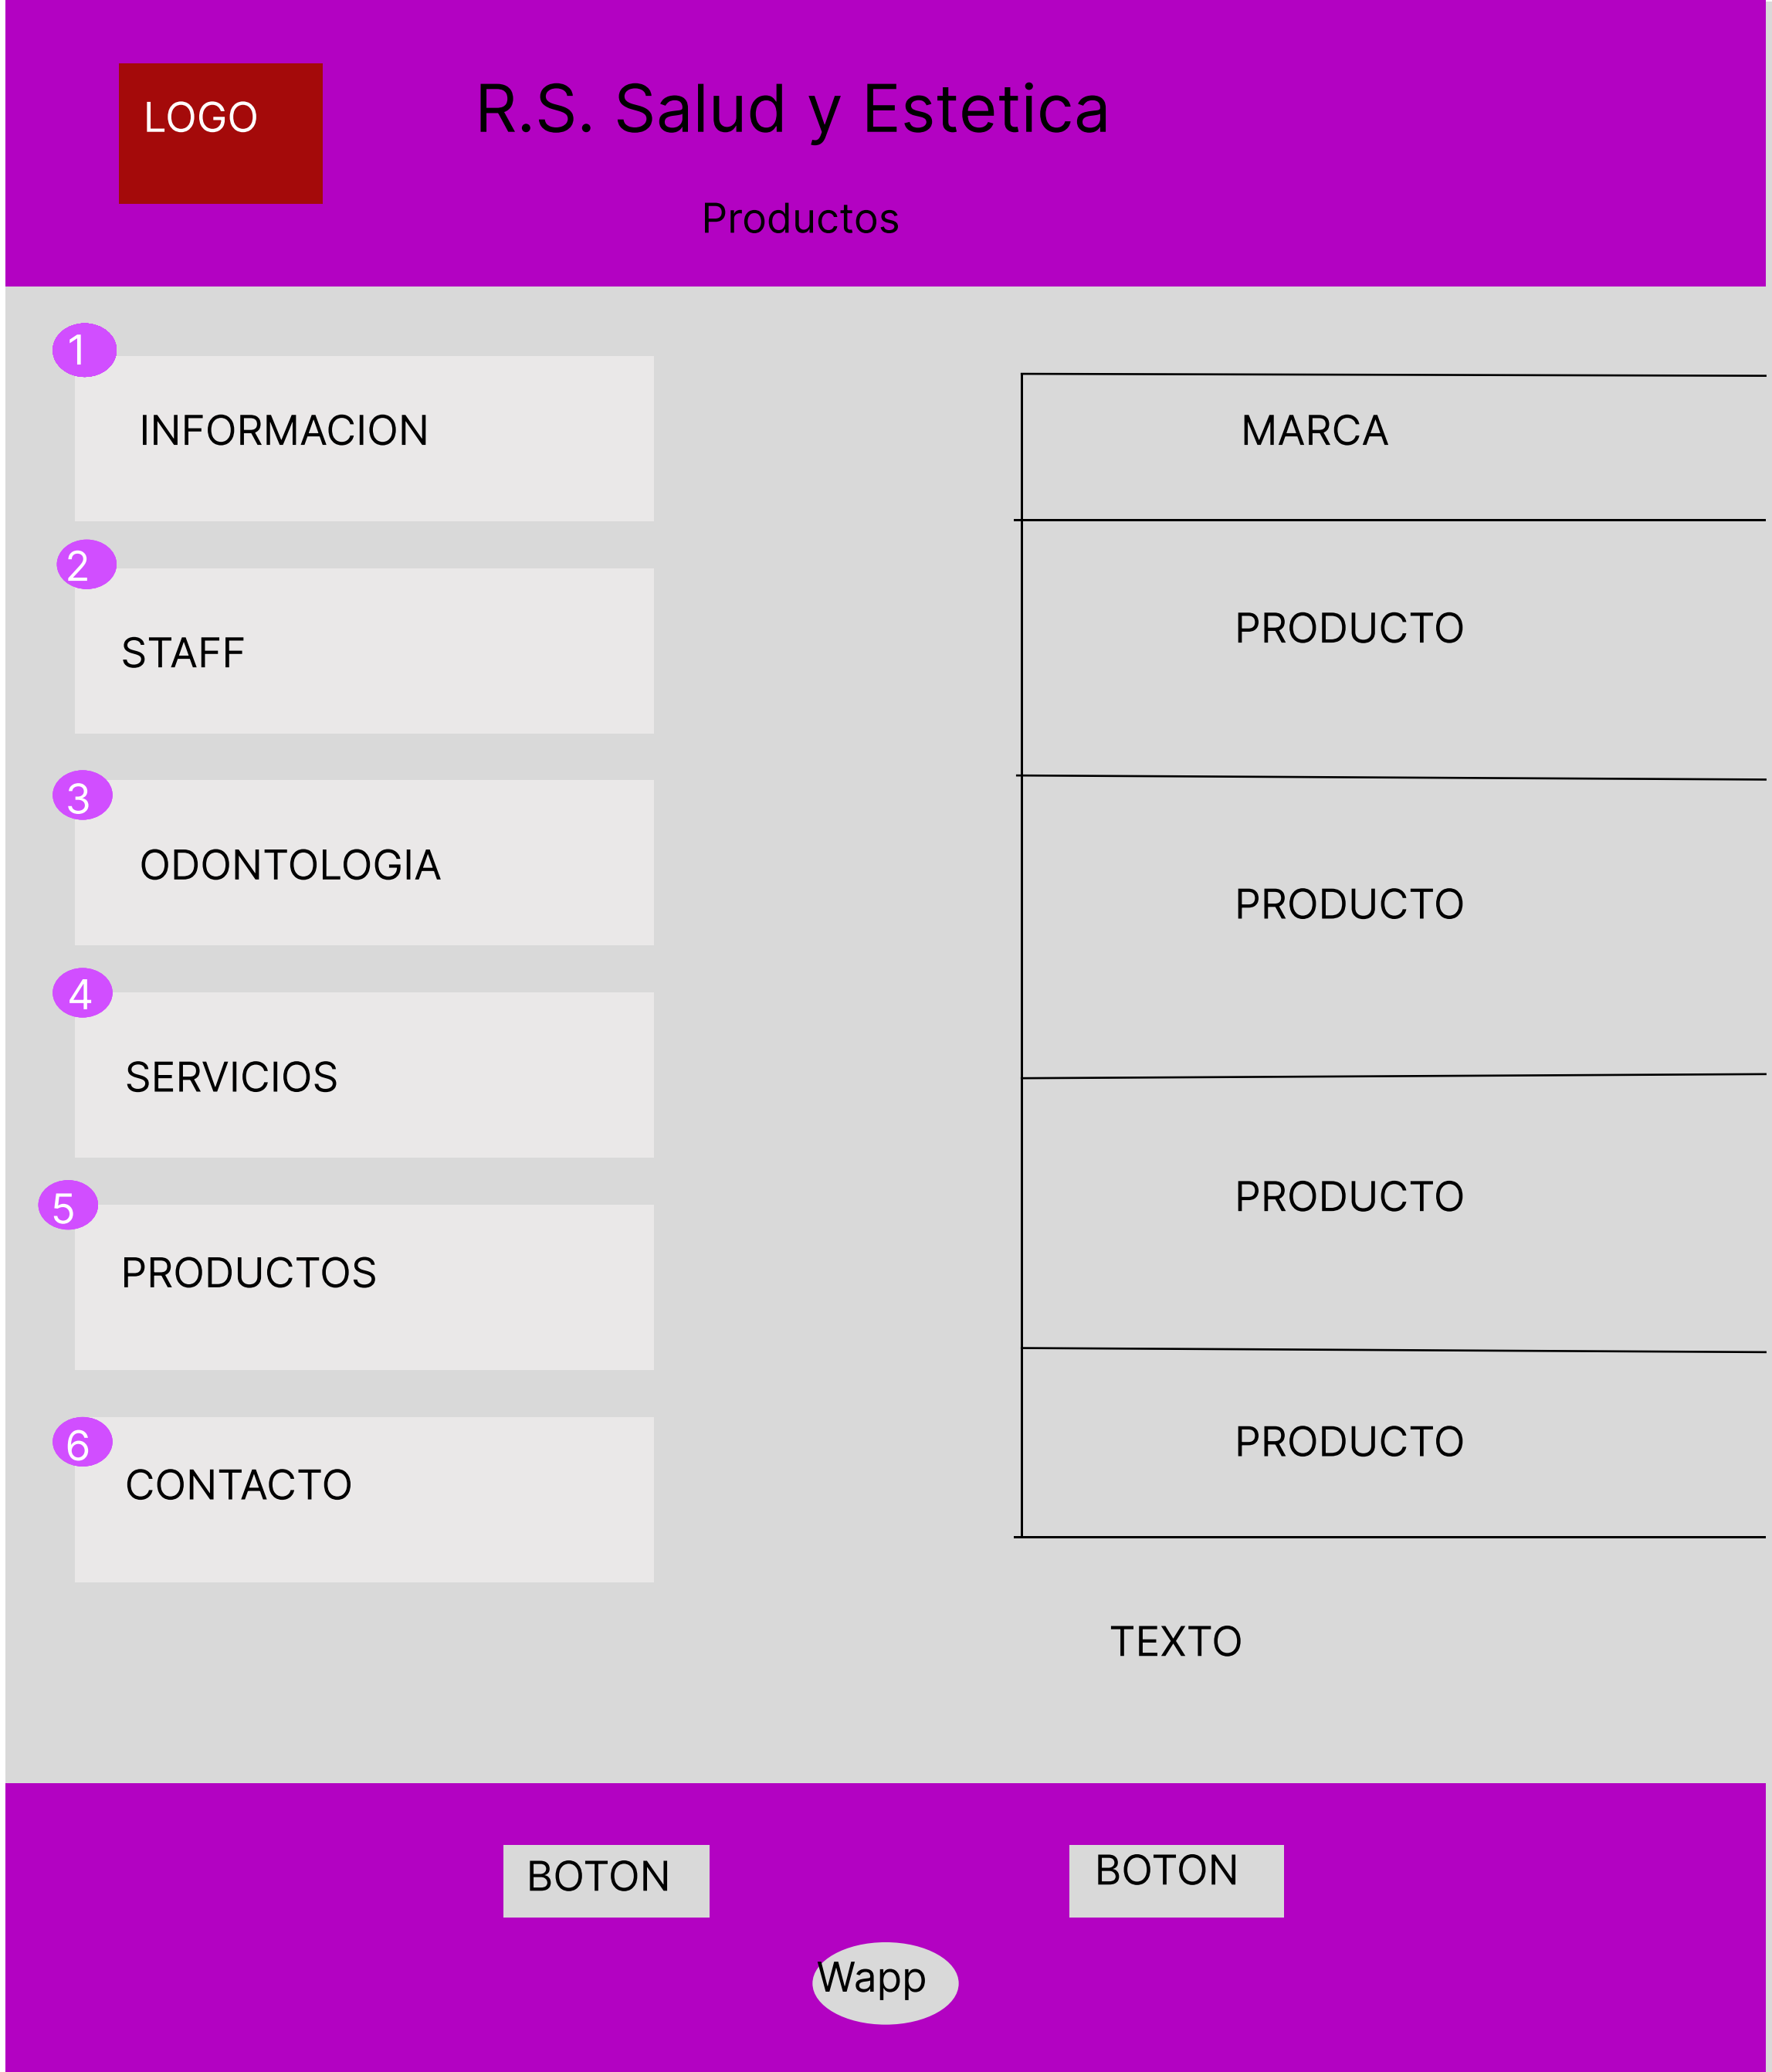 LOGO
R.S. Salud y Estetica
Productos
1
INFORMACION
2
STAFF
3
ODONTOLOGIA
4
SERVICIOS
5
PRODUCTOS
6
CONTACTO
MARCA
PRODUCTO
PRODUCTO
PRODUCTO
PRODUCTO
TEXTO
BOTON
BOTON
Wapp